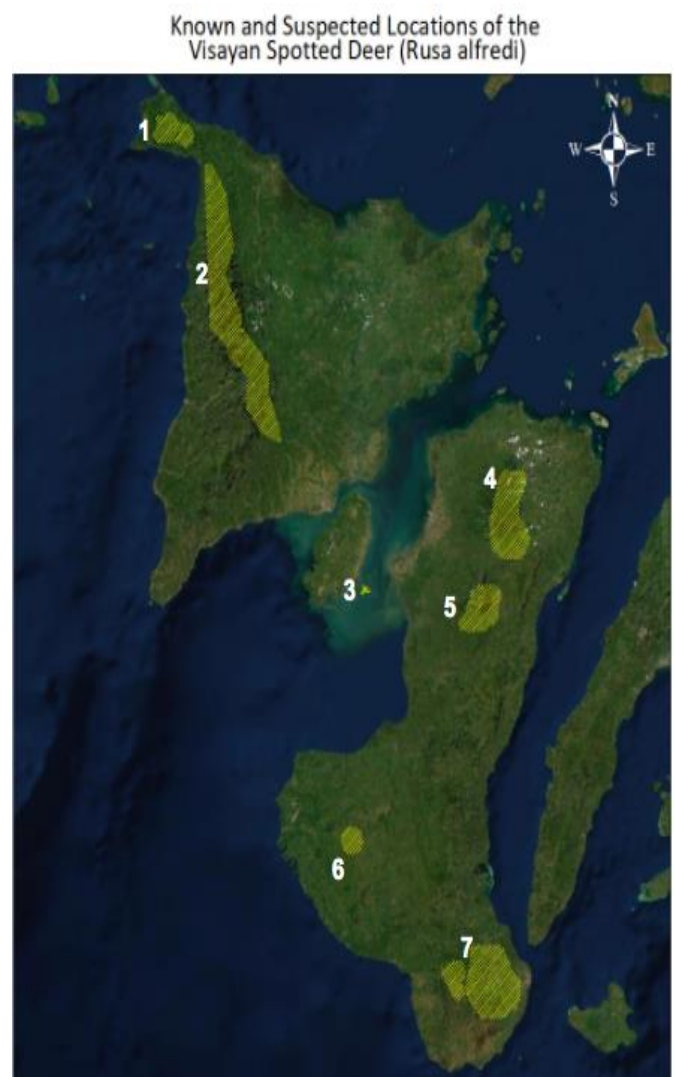 Known and Suspected Locations of the
Visayan Spotted Deer (Rusa alfredi)
1
N
W E
S
2
4
3
5
6
7